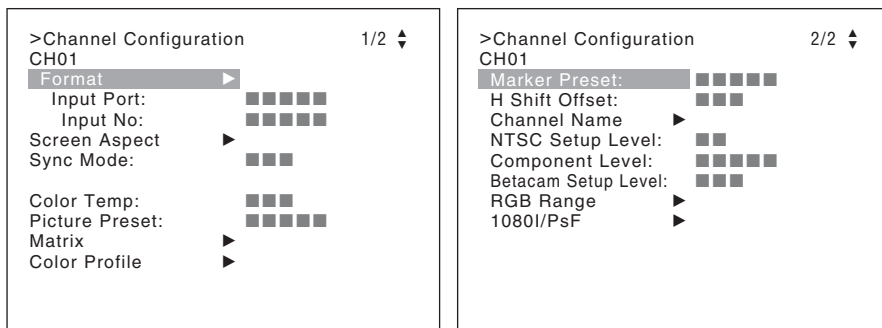 >Channel Configuration 1/2
CH01
Format ▶
Input Port: ■■■■■
Input No: ■■■■■
Screen Aspect ▶
Sync Mode: ■■■
Color Temp: ■■■
Picture Preset: ■■■■■
Matrix ▶
Color Profile ▶
>Channel Configuration 2/2
CH01
Marker Preset: ■■■■■
H Shift Offset: ■■■
Channel Name ▶
NTSC Setup Level: ■■
Component Level: ■■■■■
Betacam Setup Level: ■■■
RGB Range ▶
1080I/PsF ▶